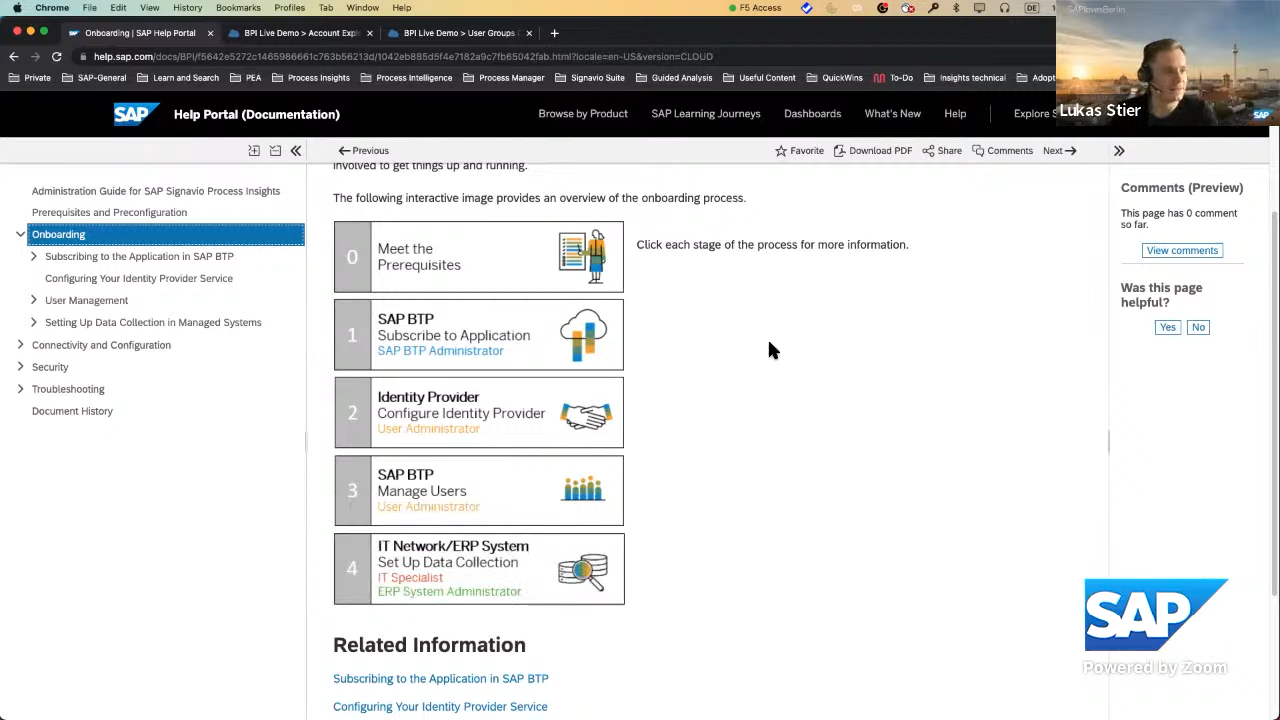 Chrome File Edit View History Bookmarks Profiles Tab Window Help
F5 Access
DE
SAPlovesBerlin
Onboarding | SAP Help Portal
BPI Live Demo > Account Expl
BPI Live Demo > User Groups
help.sap.com/docs/BPI/f5642e5272c1465986661c763b56213d/1042eb885d5f4e7182a9c7fb65042fab.html?locale=en-US&version=CLOUD
Private SAP-General Learn and Search PEA Process Insights Process Intelligence Process Manager Signavio Suite Guided Analysis Useful Content QuickWins To-Do Insights technical Adopt
Lukas Stier
SAP
SAP Help Portal (Documentation)
Browse by Product SAP Learning Journeys Dashboards What's New Help Explore S
Previous
Favorite Download PDF Share Comments Next
Administration Guide for SAP Signavio Process Insights
Prerequisites and Preconfiguration
Onboarding
Subscribing to the Application in SAP BTP
Configuring Your Identity Provider Service
User Management
Setting Up Data Collection in Managed Systems
Connectivity and Configuration
Security
Troubleshooting
Document History
involved to get things up and running.
The following interactive image provides an overview of the onboarding process.
0
Meet the
Prerequisites
Click each stage of the process for more information.
1
SAP BTP
Subscribe to Application
SAP BTP Administrator
2
Identity Provider
Configure Identity Provider
User Administrator
3
SAP BTP
Manage Users
User Administrator
4
IT Network/ERP System
Set Up Data Collection
IT Specialist
ERP System Administrator
Related Information
Subscribing to the Application in SAP BTP
Configuring Your Identity Provider Service
Comments (Preview)
This page has 0 comment
so far.
View comments
Was this page
helpful?
Yes No
SAP
Powered by Zoom